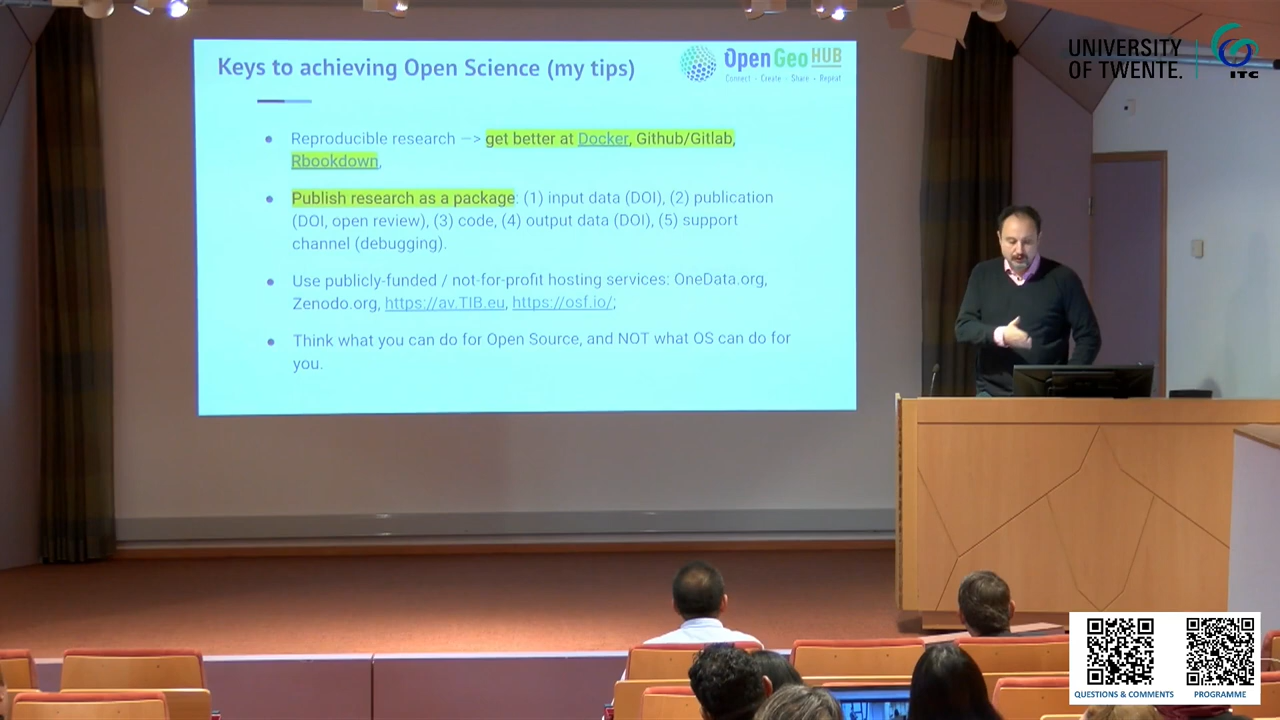 Keys to achieving Open Science (my tips)
OpenGeoHUB
Connect · Create · Share · Repeat
● Reproducible research —> get better at Docker, Github/Gitlab,
Rbookdown,
● Publish research as a package: (1) input data (DOI), (2) publication
(DOI, open review), (3) code, (4) output data (DOI), (5) support
channel (debugging).
● Use publicly-funded / not-for-profit hosting services: OneData.org,
Zenodo.org, https://av.TIB.eu, https://osf.io/;
● Think what you can do for Open Source, and NOT what OS can do for
you.
UNIVERSITY
OF TWENTE.
ITC
QUESTIONS & COMMENTS
PROGRAMME